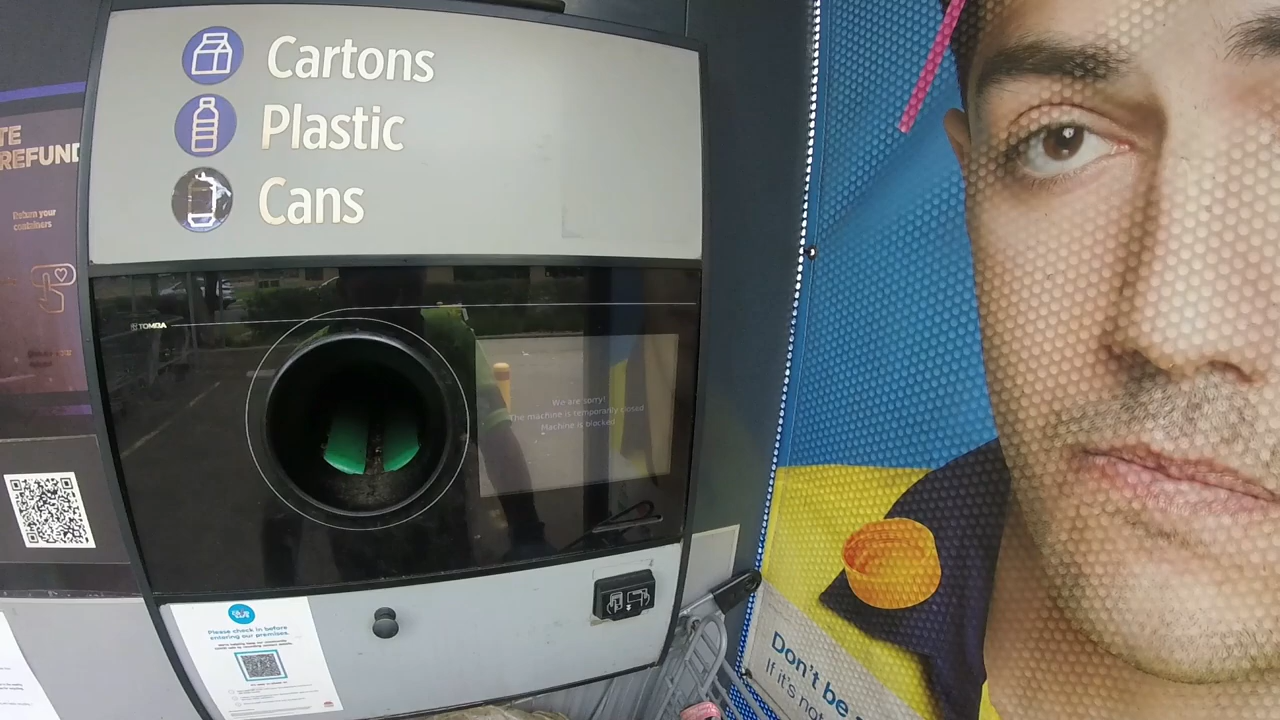 Cartons
Plastic
Cans
TE
REFUND
Return your
containers
TOMRA
We are sorry!
The machine is temporarily closed
Machine is blocked
Please check in before
entering our premises.
Don't be a
If it's not